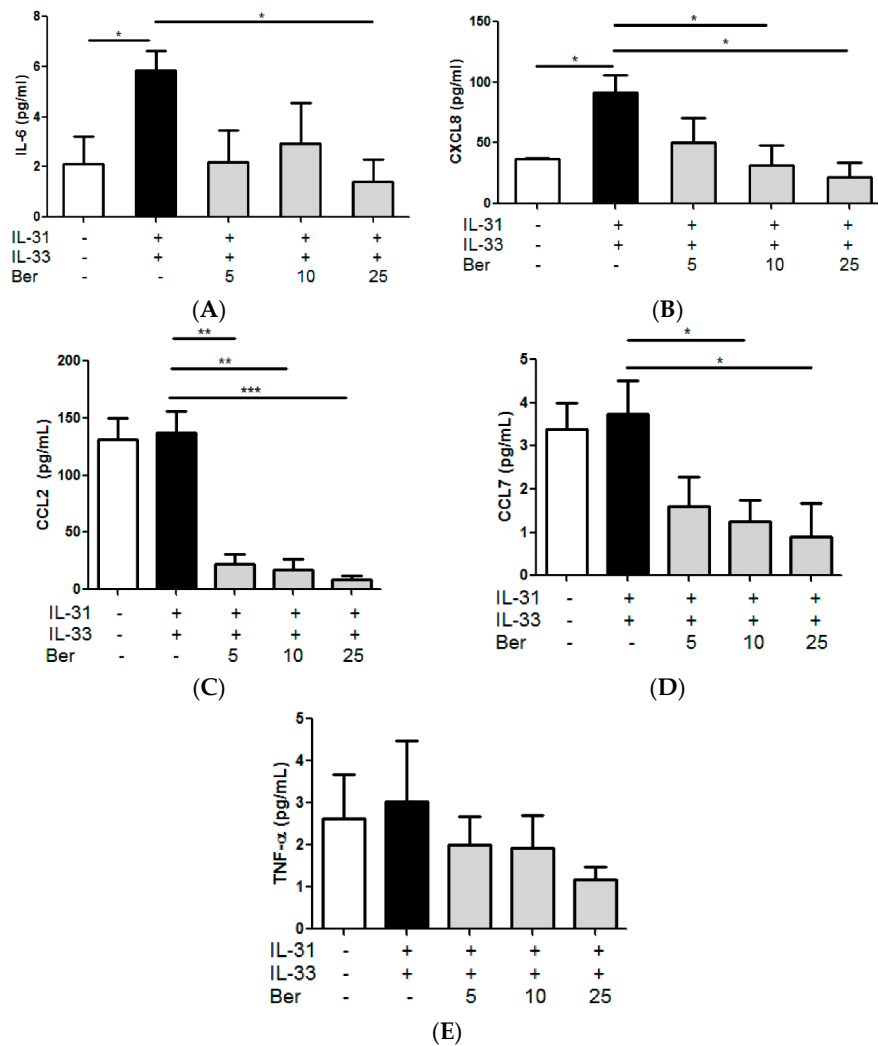 * *
8
6
4
2
0
IL-6 (pg/ml)
IL-31 - + + + +
IL-33 - + + + +
Ber - - 5 10 25
(A)
* * *
150
100
50
0
CXCL8 (pg/ml)
IL-31 - + + + +
IL-33 - + + + +
Ber - - 5 10 25
(B)
**
**
***
200
150
100
50
0
CCL2 (pg/mL)
IL-31 - + + + +
IL-33 - + + + +
Ber - - 5 10 25
(C)
*
*
5
4
3
2
1
0
CCL7 (pg/mL)
IL-31 - + + + +
IL-33 - + + + +
Ber - - 5 10 25
(D)
5
4
3
2
1
0
TNF-α (pg/mL)
IL-31 - + + + +
IL-33 - + + + +
Ber - - 5 10 25
(E)